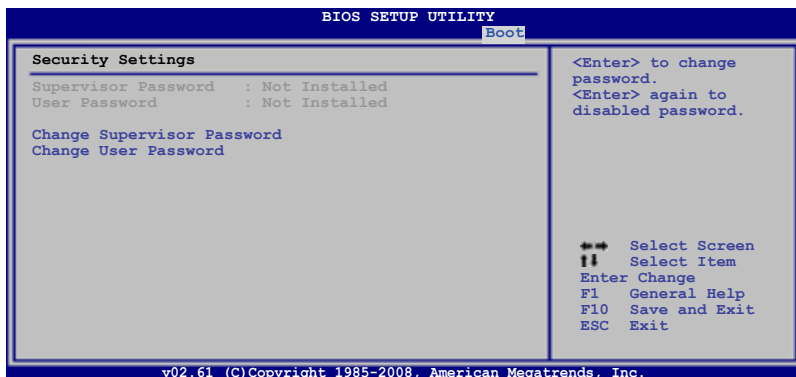 BIOS SETUP UTILITY
Boot
Security Settings
Supervisor Password : Not Installed
User Password : Not Installed
Change Supervisor Password
Change User Password
<Enter> to change
password.
<Enter> again to
disabled password.
←→ Select Screen
↑↓ Select Item
Enter Change
F1 General Help
F10 Save and Exit
ESC Exit
v02.61 (C)Copyright 1985-2008, American Megatrends, Inc.